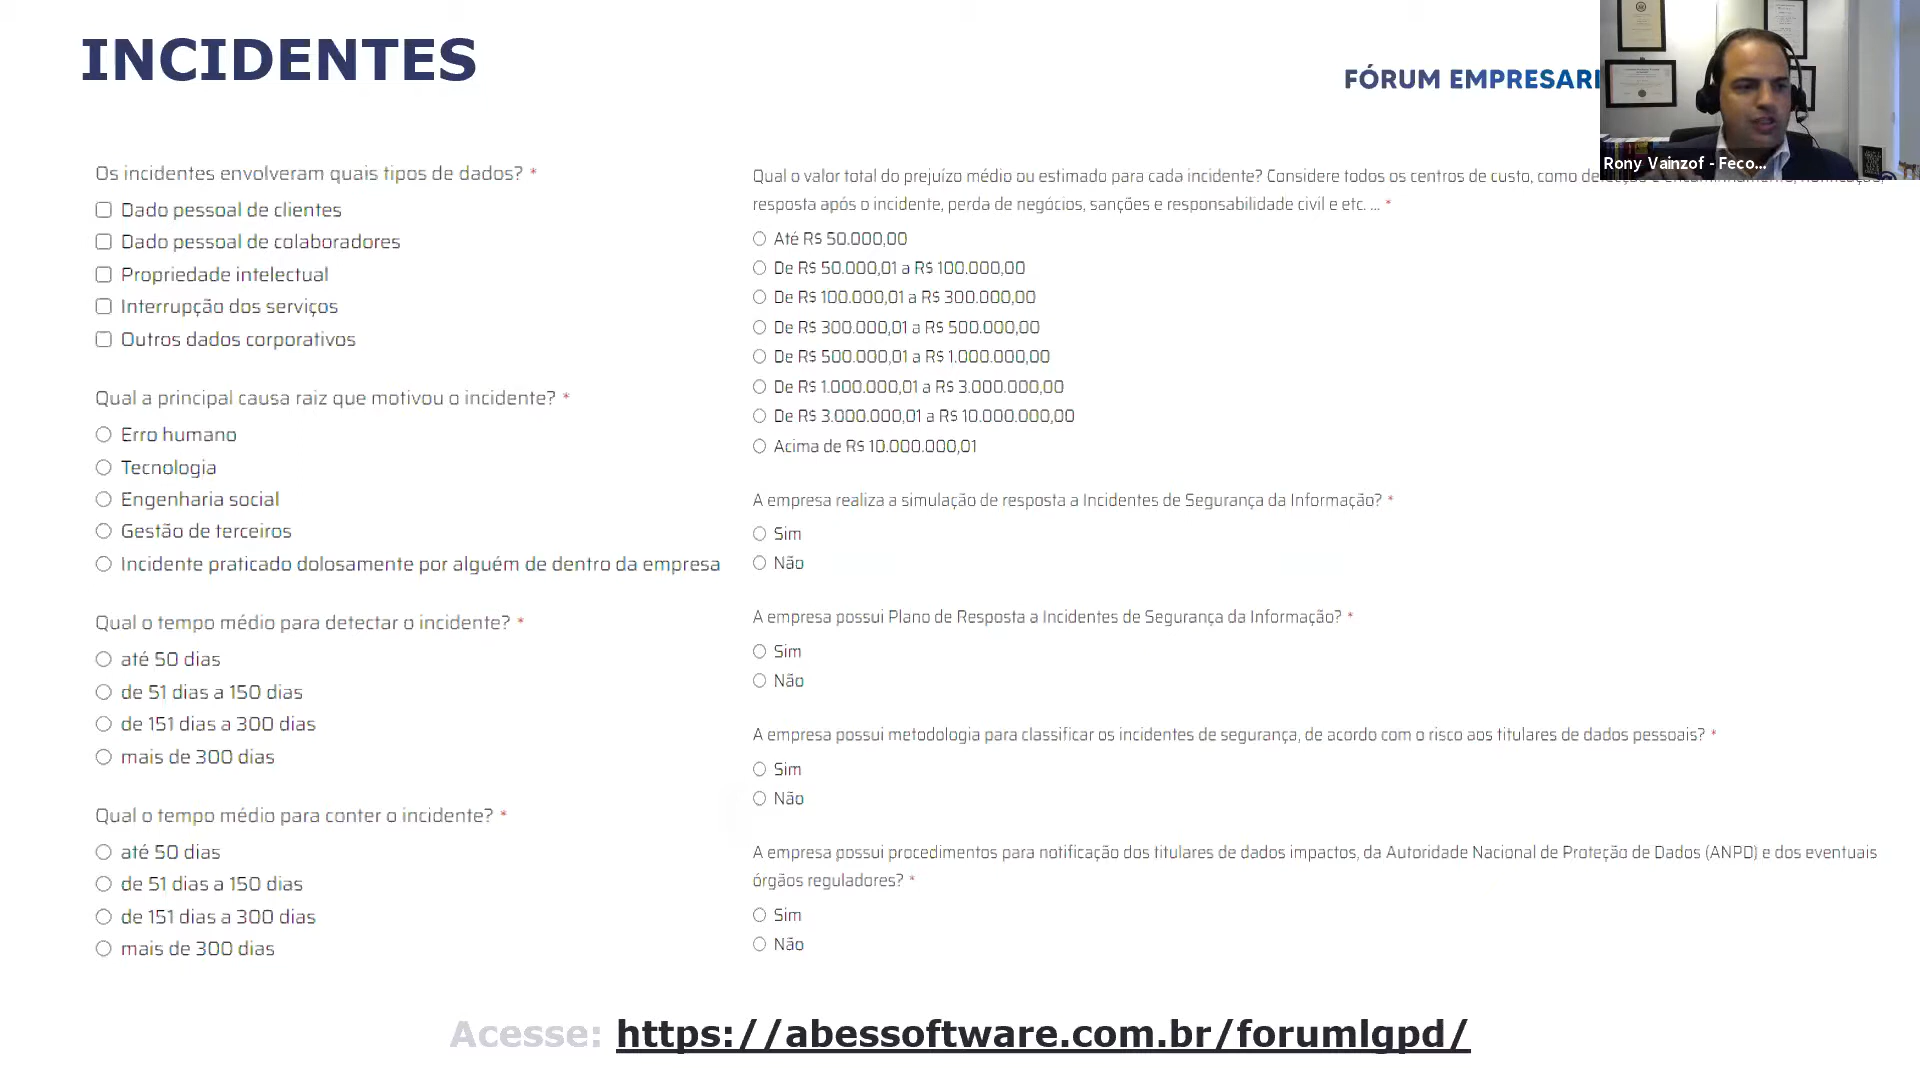 INCIDENTES
FÓRUM EMPRESARI
Rony Vainzof - Feco...
Os incidentes envolveram quais tipos de dados? *
Dado pessoal de clientes
Dado pessoal de colaboradores
Propriedade intelectual
Interrupção dos serviços
Outros dados corporativos
Qual a principal causa raiz que motivou o incidente? *
Erro humano
Tecnologia
Engenharia social
Gestão de terceiros
Incidente praticado dolosamente por alguém de dentro da empresa
Qual o tempo médio para detectar o incidente? *
até 50 dias
de 51 dias a 150 dias
de 151 dias a 300 dias
mais de 300 dias
Qual o tempo médio para conter o incidente? *
até 50 dias
de 51 dias a 150 dias
de 151 dias a 300 dias
mais de 300 dias
Qual o valor total do prejuízo médio ou estimado para cada incidente? Considere todos os centros de custo, como
resposta após o incidente, perda de negócios, sanções e responsabilidade civil e etc. ... *
Até R$ 50.000,00
De R$ 50.000,01 a R$ 100.000,00
De R$ 100.000,01 a R$ 300.000,00
De R$ 300.000,01 a R$ 500.000,00
De R$ 500.000,01 a R$ 1.000.000,00
De R$ 1.000.000,01 a R$ 3.000.000,00
De R$ 3.000.000,01 a R$ 10.000.000,00
Acima de R$ 10.000.000,01
A empresa realiza a simulação de resposta a Incidentes de Segurança da Informação? *
Sim
Não
A empresa possui Plano de Resposta a Incidentes de Segurança da Informação? *
Sim
Não
A empresa possui metodologia para classificar os incidentes de segurança, de acordo com o risco aos titulares de dados pessoais? *
Sim
Não
A empresa possui procedimentos para notificação dos titulares de dados impactos, da Autoridade Nacional de Proteção de Dados (ANPD) e dos eventuais
órgãos reguladores? *
Sim
Não
Acesse: https://abessoftware.com.br/forumlgpd/